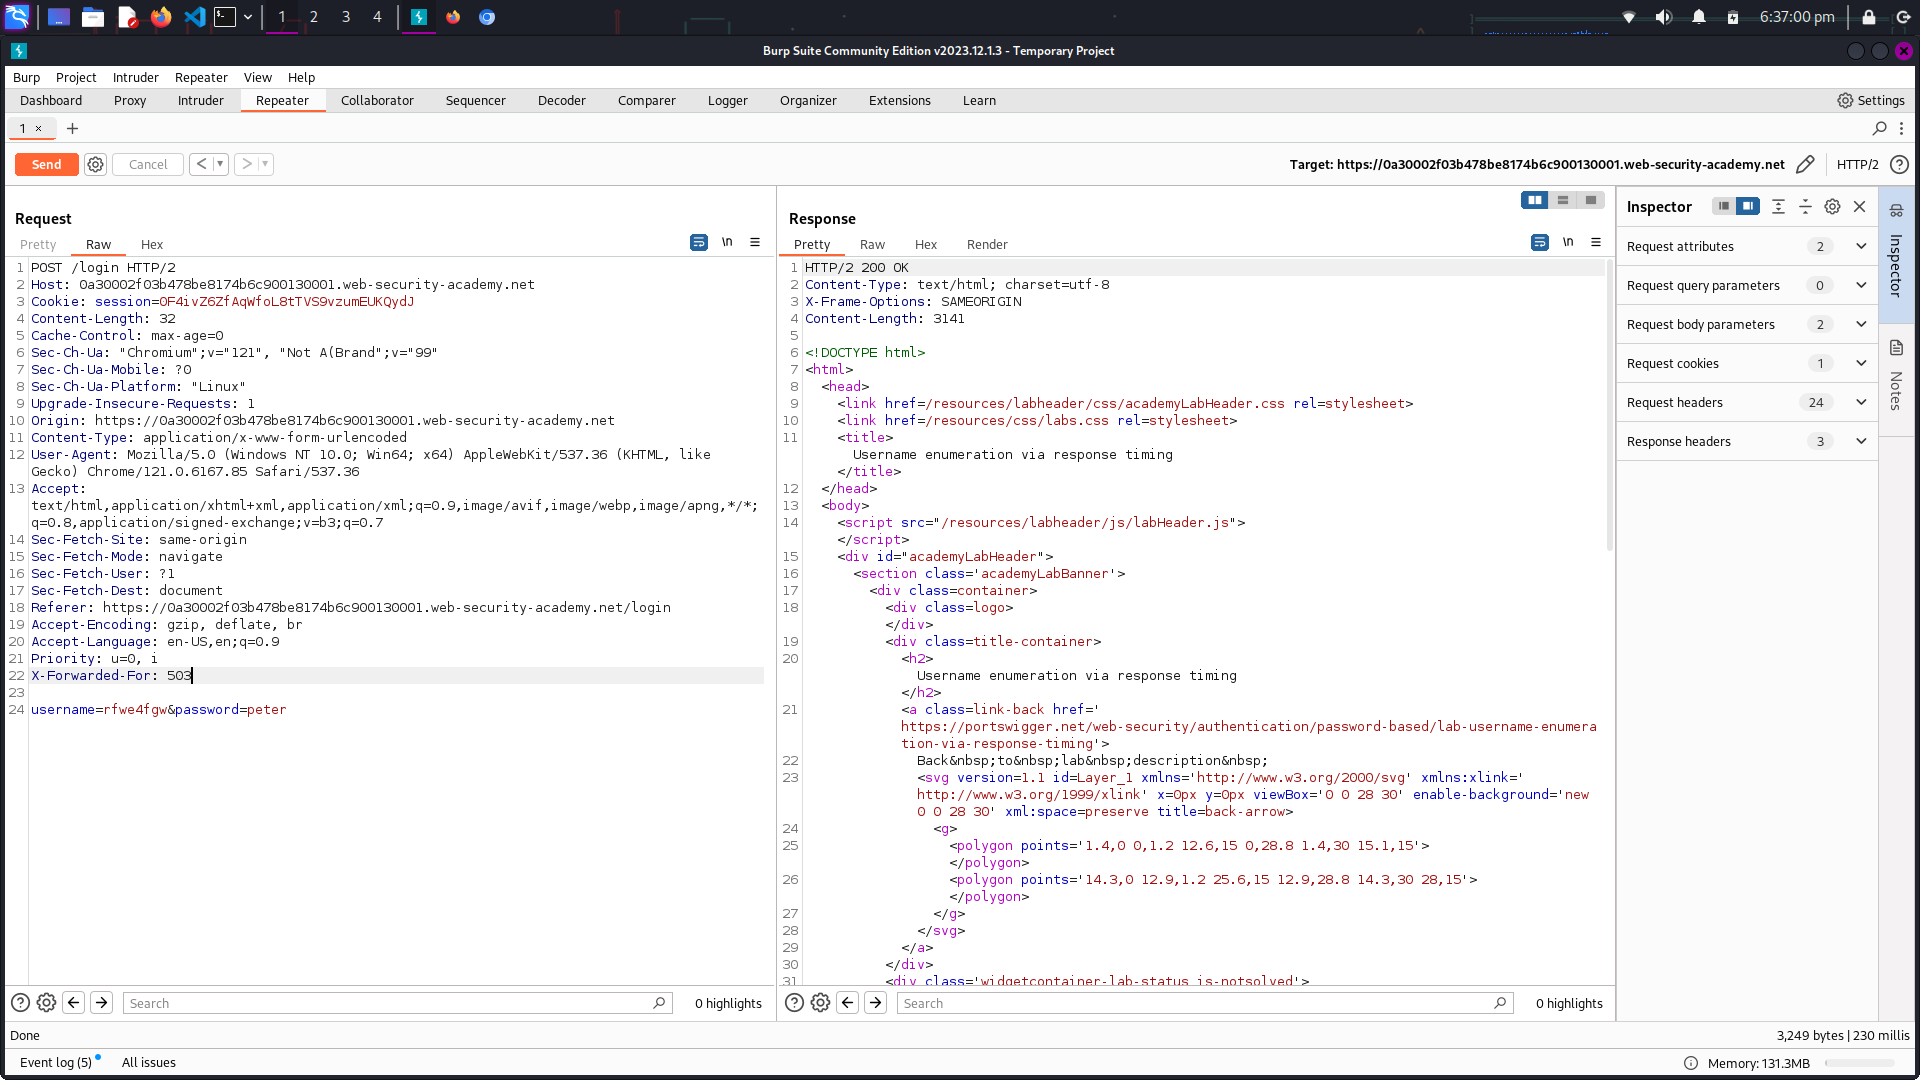 1 2 3 4
6:37:00 pm
Burp Suite Community Edition v2023.12.1.3 - Temporary Project
Burp Project Intruder Repeater View Help
Dashboard Proxy Intruder Repeater Collaborator Sequencer Decoder Comparer Logger Organizer Extensions Learn Settings
1 × +
Send Cancel < >
Target: https://0a30002f03b478be8174b6c900130001.web-security-academy.net HTTP/2
Request
Pretty Raw Hex \n
1 POST /login HTTP/2
2 Host: 0a30002f03b478be8174b6c900130001.web-security-academy.net
3 Cookie: session=0F4ivZ6ZfAqWfoL8tTVS9vzumEUKQydJ
4 Content-Length: 32
5 Cache-Control: max-age=0
6 Sec-Ch-Ua: "Chromium";v="121", "Not A(Brand";v="99"
7 Sec-Ch-Ua-Mobile: ?0
8 Sec-Ch-Ua-Platform: "Linux"
9 Upgrade-Insecure-Requests: 1
10 Origin: https://0a30002f03b478be8174b6c900130001.web-security-academy.net
11 Content-Type: application/x-www-form-urlencoded
12 User-Agent: Mozilla/5.0 (Windows NT 10.0; Win64; x64) AppleWebKit/537.36 (KHTML, like
Gecko) Chrome/121.0.6167.85 Safari/537.36
13 Accept:
text/html,application/xhtml+xml,application/xml;q=0.9,image/avif,image/webp,image/apng,*/*;
q=0.8,application/signed-exchange;v=b3;q=0.7
14 Sec-Fetch-Site: same-origin
15 Sec-Fetch-Mode: navigate
16 Sec-Fetch-User: ?1
17 Sec-Fetch-Dest: document
18 Referer: https://0a30002f03b478be8174b6c900130001.web-security-academy.net/login
19 Accept-Encoding: gzip, deflate, br
20 Accept-Language: en-US,en;q=0.9
21 Priority: u=0, i
22 X-Forwarded-For: 503
23
24 username=rfwe4fgw&password=peter
Search 0 highlights
Response
Pretty Raw Hex Render \n
1 HTTP/2 200 OK
2 Content-Type: text/html; charset=utf-8
3 X-Frame-Options: SAMEORIGIN
4 Content-Length: 3141
5
6 <!DOCTYPE html>
7 <html>
8 <head>
9 <link href=/resources/labheader/css/academyLabHeader.css rel=stylesheet>
10 <link href=/resources/css/labs.css rel=stylesheet>
11 <title>
Username enumeration via response timing
</title>
12 </head>
13 <body>
14 <script src="/resources/labheader/js/labHeader.js">
</script>
15 <div id="academyLabHeader">
16 <section class='academyLabBanner'>
17 <div class=container>
18 <div class=logo>
</div>
19 <div class=title-container>
20 <h2>
Username enumeration via response timing
</h2>
21 <a class=link-back href='
https://portswigger.net/web-security/authentication/password-based/lab-username-enumera
tion-via-response-timing'>
22 Back&nbsp;to&nbsp;lab&nbsp;description&nbsp;
23 <svg version=1.1 id=Layer_1 xmlns='http://www.w3.org/2000/svg' xmlns:xlink='
http://www.w3.org/1999/xlink' x=0px y=0px viewBox='0 0 28 30' enable-background='new
0 0 28 30' xml:space=preserve title=back-arrow>
24 <g>
25 <polygon points='1.4,0 0,1.2 12.6,15 0,28.8 1.4,30 15.1,15'>
</polygon>
26 <polygon points='14.3,0 12.9,1.2 25.6,15 12.9,28.8 14.3,30 28,15'>
</polygon>
27 </g>
28 </svg>
29 </a>
30 </div>
31 <div class='widgetcontainer-lab-status is-notsolved'>
Search 0 highlights
Inspector
Request attributes 2
Request query parameters 0
Request body parameters 2
Request cookies 1
Request headers 24
Response headers 3
Inspector
Notes
Done 3,249 bytes | 230 millis
Event log (5) All issues Memory: 131.3MB